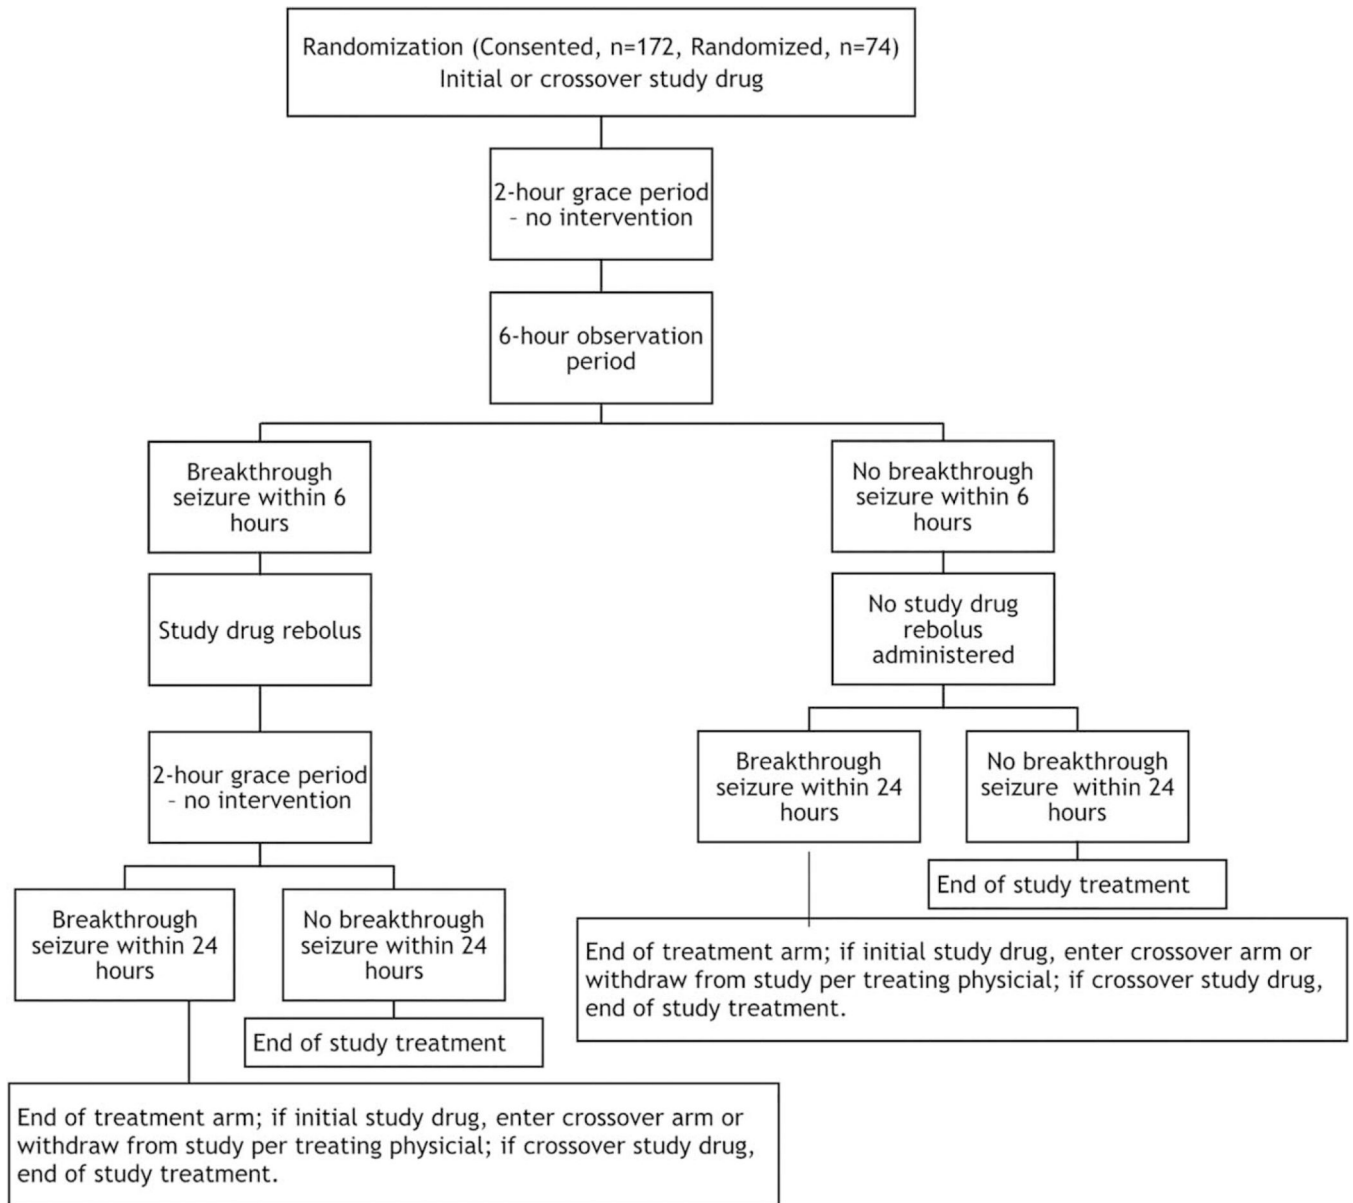 Randomization (Consented, n=172, Randomized, n=74)
Initial or crossover study drug
2-hour grace period
- no intervention
6-hour observation
period
Breakthrough
seizure within 6
hours
No breakthrough
seizure within 6
hours
Study drug rebolus
No study drug
rebolus
administered
2-hour grace period
- no intervention
Breakthrough
seizure within 24
hours
No breakthrough
seizure within 24
hours
End of study treatment
Breakthrough
seizure within 24
hours
No breakthrough
seizure within 24
hours
End of treatment arm; if initial study drug, enter crossover arm or
withdraw from study per treating physicial; if crossover study drug,
end of study treatment.
End of study treatment
End of treatment arm; if initial study drug, enter crossover arm or
withdraw from study per treating physicial; if crossover study drug,
end of study treatment.